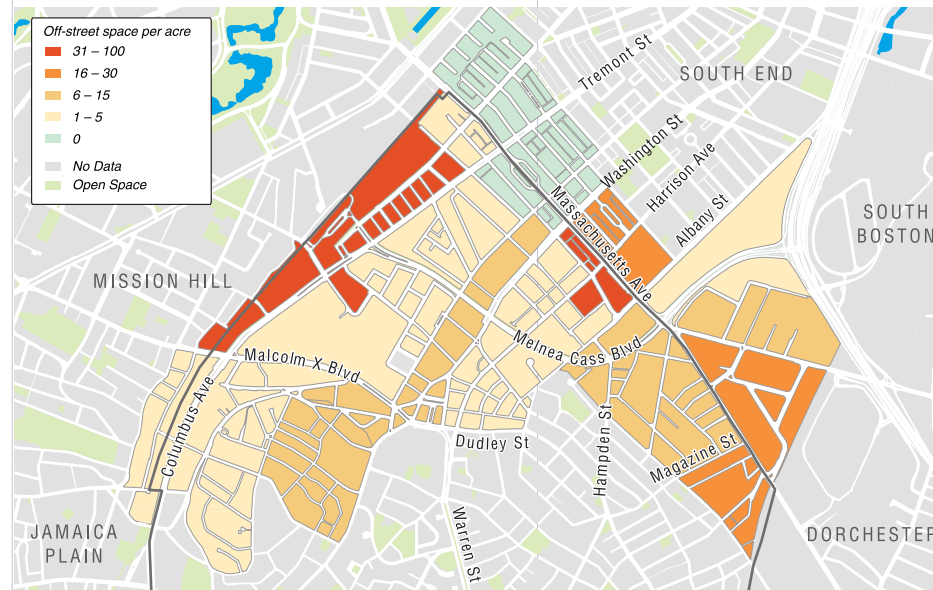 Off-street space per acre
31 – 100
16 – 30
6 – 15
1 – 5
0
No Data
Open Space
Tremont St
SOUTH END
Washington St
Harrison Ave
Albany St
Massachusetts Ave
SOUTH
BOSTON
MISSION HILL
Melnea Cass Blvd
Malcolm X Blvd
Columbus Ave
Dudley St
Hampden St
Magazine St
Warren St
JAMAICA
PLAIN
DORCHESTER